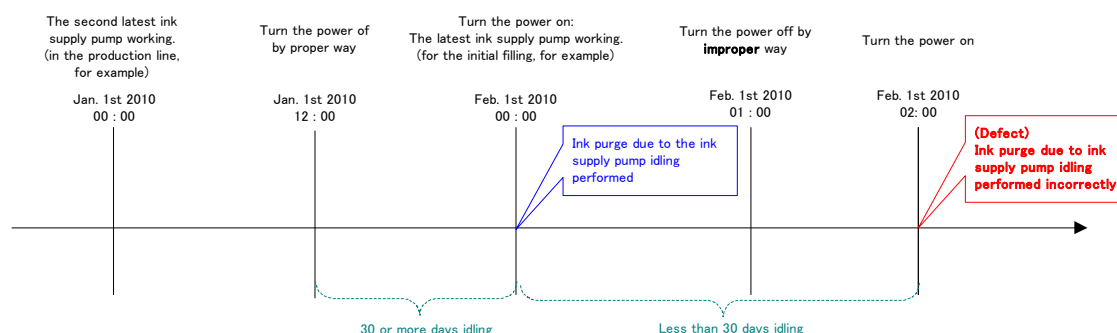 The second latest ink
supply pump working.
(in the production line,
for example)
Jan. 1st 2010
00 : 00
Turn the power of
by proper way
Jan. 1st 2010
12 : 00
Turn the power on:
The latest ink supply pump working.
(for the initial filling, for example)
Feb. 1st 2010
00 : 00
Turn the power off by
improper way
Feb. 1st 2010
01 : 00
Turn the power on
Feb. 1st 2010
02:00
Ink purge due to the ink
supply pump idling
performed
(Defect)
Ink purge due to ink
supply pump idling
performed incorrectly
30 or more days idling
Less than 30 days idling